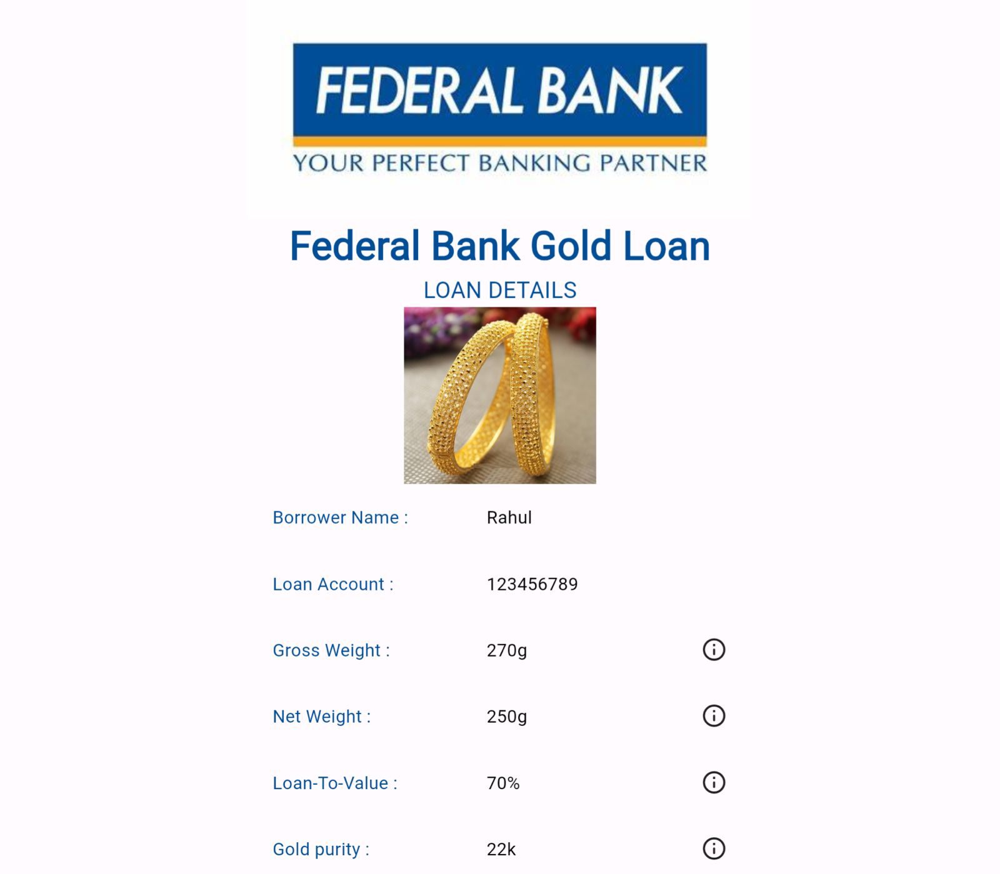 FEDERAL BANK
YOUR PERFECT BANKING PARTNER
Federal Bank Gold Loan
LOAN DETAILS
Borrower Name : Rahul
Loan Account : 123456789
Gross Weight : 270g
Net Weight : 250g
Loan-To-Value : 70%
Gold purity : 22k